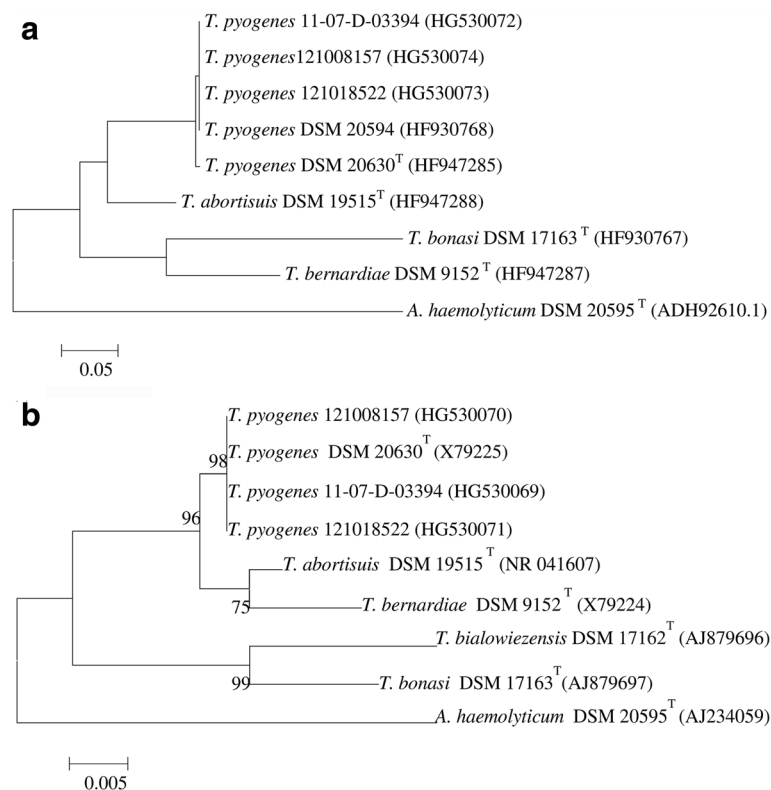 a
T. pyogenes 11-07-D-03394 (HG530072)
T. pyogenes121008157 (HG530074)
T. pyogenes 121018522 (HG530073)
T. pyogenes DSM 20594 (HF930768)
T. pyogenes DSM 20630T (HF947285)
T. abortisuis DSM 19515T (HF947288)
T. bonasi DSM 17163 T (HF930767)
T. bernardiae DSM 9152 T (HF947287)
A. haemolyticum DSM 20595 T (ADH92610.1)
0.05
b
T. pyogenes 121008157 (HG530070)
T. pyogenes DSM 20630T (X79225)
98
T. pyogenes 11-07-D-03394 (HG530069)
96
T. pyogenes 121018522 (HG530071)
T. abortisuis DSM 19515 T (NR 041607)
75
T. bernardiae DSM 9152 T (X79224)
T. bialowiezensis DSM 17162T (AJ879696)
99
T. bonasi DSM 17163T(AJ879697)
A. haemolyticum DSM 20595T (AJ234059)
0.005